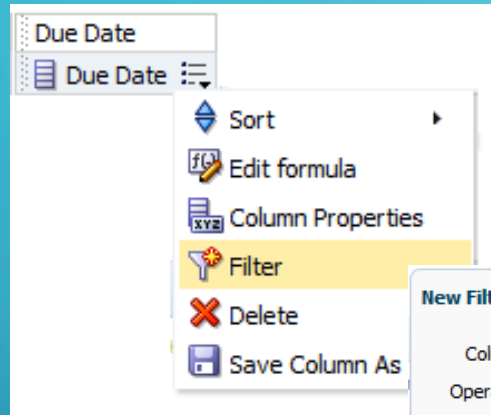 Due Date
Due Date
Sort
Edit formula
Column Properties
Filter
Delete
Save Column As
New Filt
Col
Oper